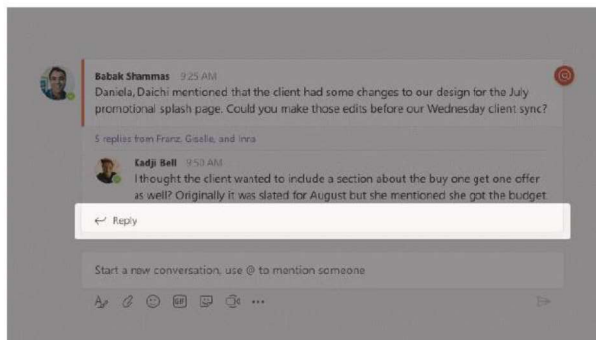 Babak Shammas 9:25 AM
Daniela, Daichi mentioned that the client had some changes to our design for the July
promotional splash page. Could you make those edits before our Wednesday client sync?
5 replies from Franz, Giselle, and Inna
Kadji Bell 9:50 AM
I thought the client wanted to include a section about the buy one get one offer
as well? Originally it was slated for August but she mentioned she got the budget
Reply
Start a new conversation, use @ to mention someone
GIF